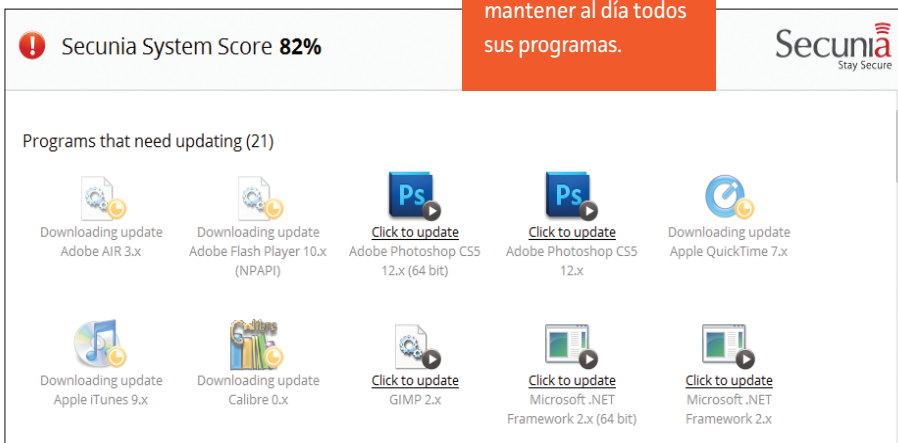 mantener al día todos
sus programas.
Secunia System Score 82%
Secunia
Stay Secure
Programs that need updating (21)
Downloading update
Adobe AIR 3.x
Downloading update
Adobe Flash Player 10.x
(NPAPI)
Ps
Click to update
Adobe Photoshop CS5
12.x (64 bit)
Ps
Click to update
Adobe Photoshop CS5
12.x
Downloading update
Apple QuickTime 7.x
Downloading update
Apple iTunes 9.x
Calibre
Downloading update
Calibre 0.x
Click to update
GIMP 2.x
Click to update
Microsoft .NET
Framework 2.x (64 bit)
Click to update
Microsoft .NET
Framework 2.x